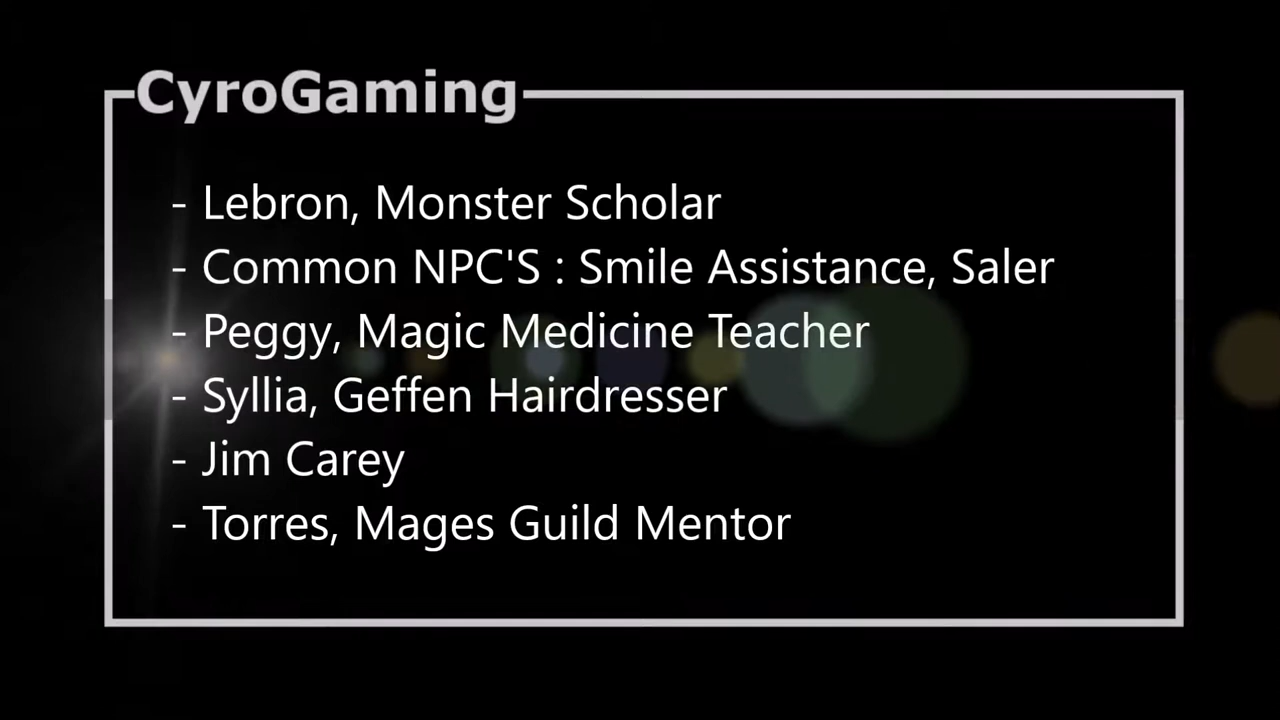 CyroGaming
- Lebron, Monster Scholar
- Common NPC'S : Smile Assistance, Saler
- Peggy, Magic Medicine Teacher
- Syllia, Geffen Hairdresser
- Jim Carey
- Torres, Mages Guild Mentor